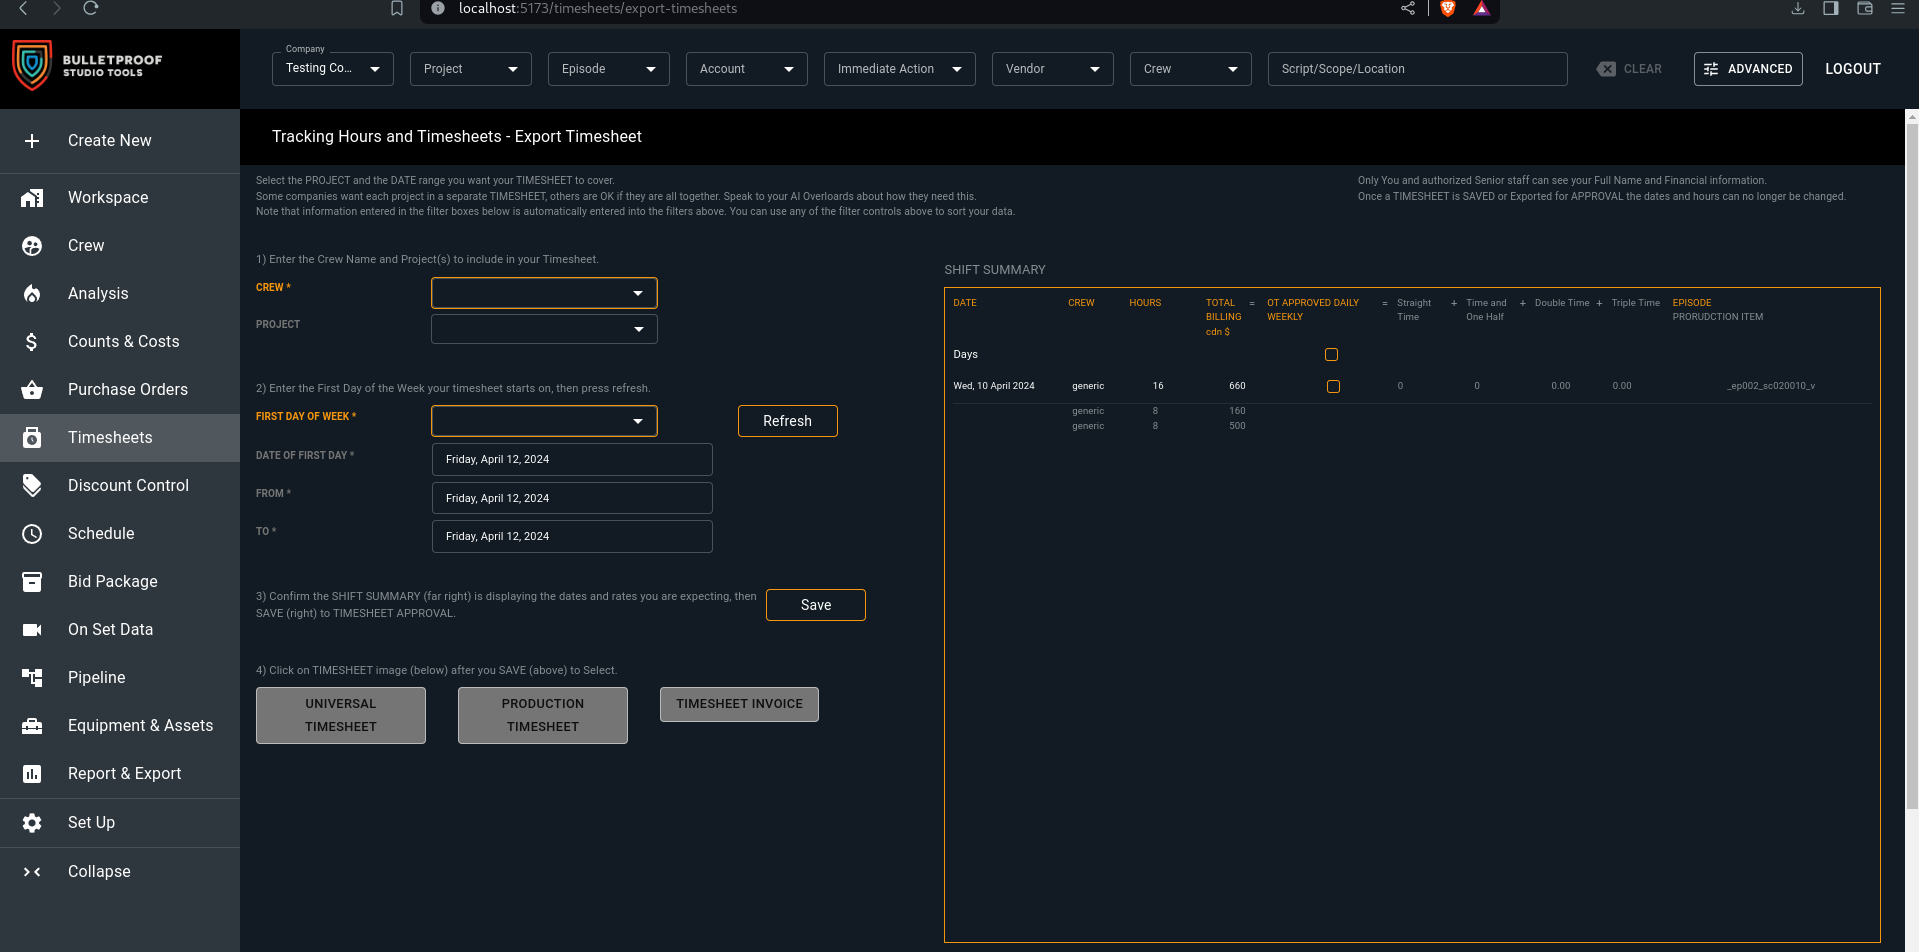 localhost:5173/timesheets/export-timesheets
BULLETPROOF
STUDIO TOOLS
Company
Testing Co...
Project
Episode
Account
Immediate Action
Vendor
Crew
Script/Scope/Location
CLEAR
ADVANCED
LOGOUT
Create New
Workspace
Crew
Analysis
Counts & Costs
Purchase Orders
Timesheets
Discount Control
Schedule
Bid Package
On Set Data
Pipeline
Equipment & Assets
Report & Export
Set Up
Collapse
Tracking Hours and Timesheets - Export Timesheet
Select the PROJECT and the DATE range you want your TIMESHEET to cover.
Some companies want each project in a separate TIMESHEET, others are OK if they are all together. Speak to your AI Overloards about how they need this.
Note that information entered in the filter boxes below is automatically entered into the filters above. You can use any of the filter controls above to sort your data.
Only You and authorized Senior staff can see your Full Name and Financial information.
Once a TIMESHEET is SAVED or Exported for APPROVAL the dates and hours can no longer be changed.
1) Enter the Crew Name and Project(s) to include in your Timesheet.
CREW *
PROJECT
2) Enter the First Day of the Week your timesheet starts on, then press refresh.
FIRST DAY OF WEEK *
Refresh
DATE OF FIRST DAY *
Friday, April 12, 2024
FROM *
Friday, April 12, 2024
TO *
Friday, April 12, 2024
3) Confirm the SHIFT SUMMARY (far right) is displaying the dates and rates you are expecting, then
SAVE (right) to TIMESHEET APPROVAL.
Save
4) Click on TIMESHEET image (below) after you SAVE (above) to Select.
UNIVERSAL
TIMESHEET
PRODUCTION
TIMESHEET
TIMESHEET INVOICE
SHIFT SUMMARY
DATE CREW HOURS TOTAL = OT APPROVED DAILY = Straight + Time and + Double Time + Triple Time EPISODE
BILLING WEEKLY Time One Half PRORUDCTION ITEM
cdn $
Days
Wed, 10 April 2024 generic 16 660 0 0 0.00 0.00 _ep002_sc020010_v
generic 8 160
generic 8 500